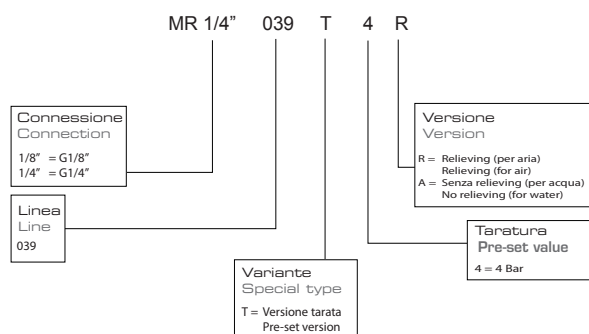 MR 1/4” 039 T 4 R
Connessione
Connection
1/8” = G1/8”
1/4” = G1/4”
Linea
Line
039
Variante
Special type
T = Versione tarata
Pre-set version
Versione
Version
R = Relieving (per aria)
Relieving (for air)
A = Senza relieving (per acqua)
No relieving (for water)
Taratura
Pre-set value
4 = 4 Bar